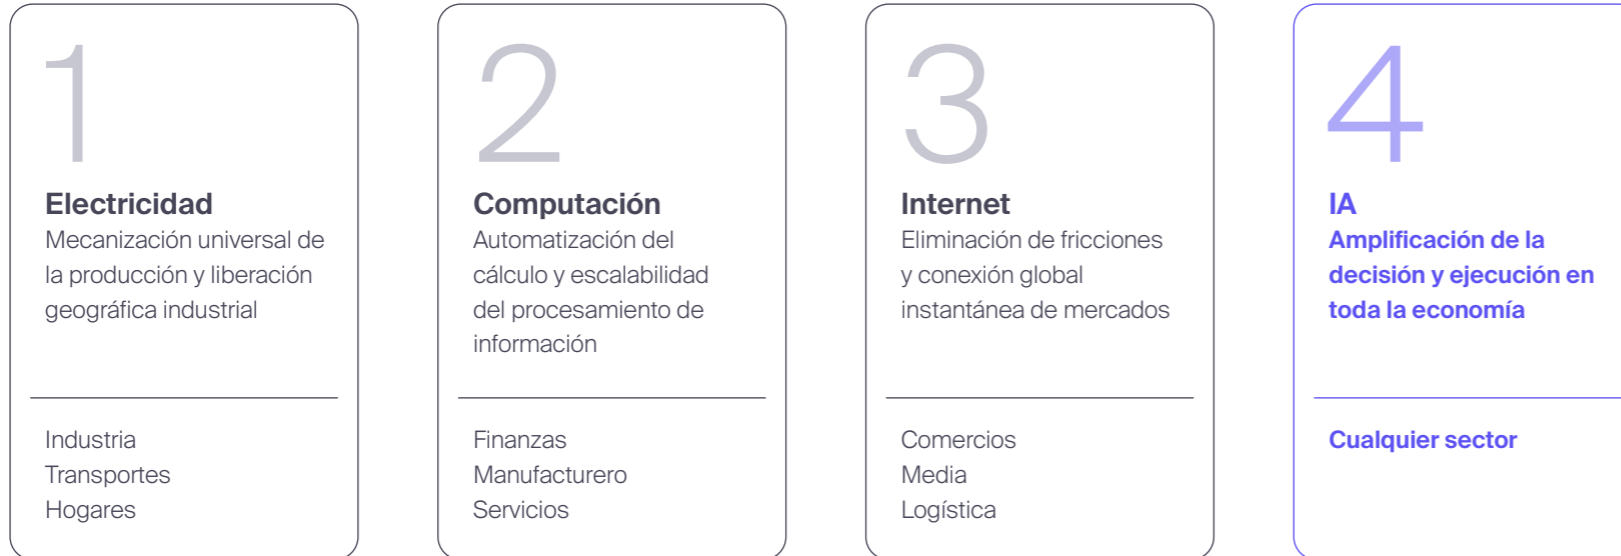 1
Electricidad
Mecanización universal de
la producción y liberación
geográfica industrial
Industria
Transportes
Hogares
2
Computación
Automatización del
cálculo y escalabilidad
del procesamiento de
información
Finanzas
Manufacturero
Servicios
3
Internet
Eliminación de fricciones
y conexión global
instantánea de mercados
Comercios
Media
Logística
4
IA
Amplificación de la
decisión y ejecución en
toda la economía
Cualquier sector